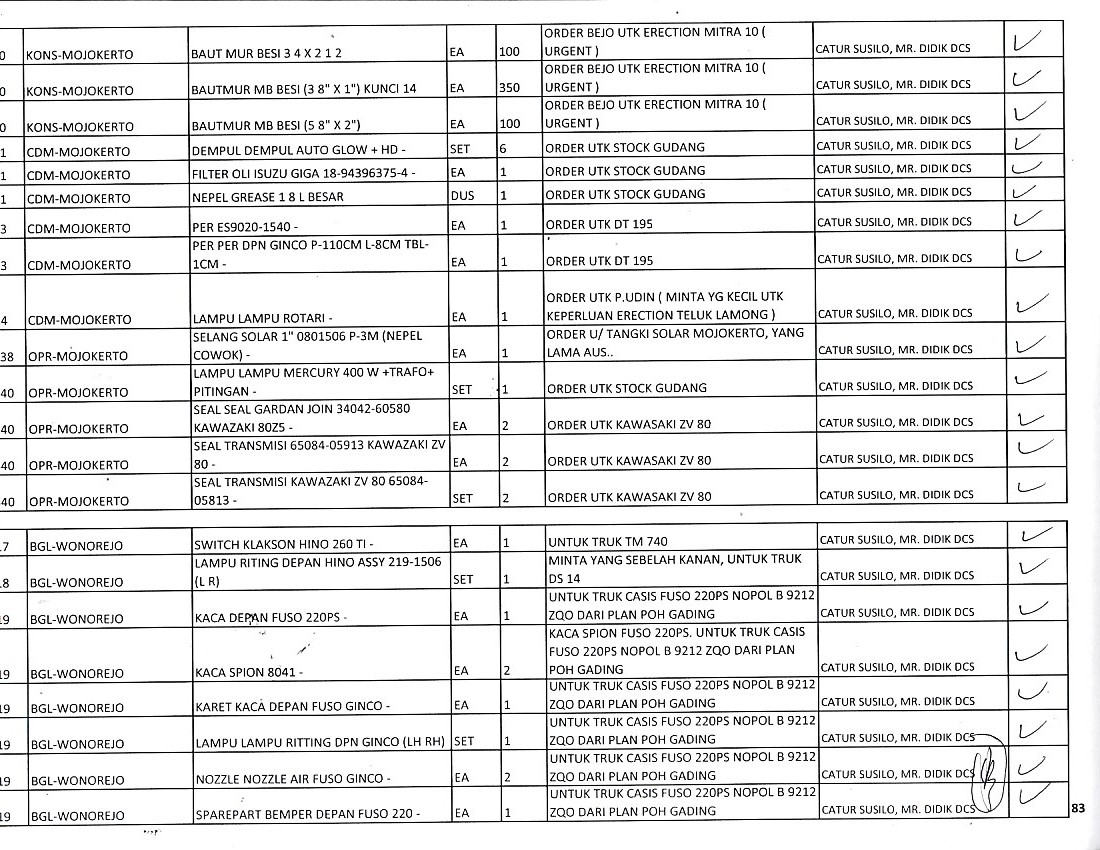 0 KONS-MOJOKERTO BAUT MUR BESI 3 4 X 2 1 2 EA 100 ORDER BEJO UTK ERECTION MITRA 10 (
URGENT ) CATUR SUSILO, MR. DIDIK DCS
0 KONS-MOJOKERTO BAUTMUR MB BESI (3 8" X 1") KUNCI 14 EA 350 ORDER BEJO UTK ERECTION MITRA 10 (
URGENT ) CATUR SUSILO, MR. DIDIK DCS
0 KONS-MOJOKERTO BAUTMUR MB BESI (5 8" X 2") EA 100 ORDER BEJO UTK ERECTION MITRA 10 (
URGENT ) CATUR SUSILO, MR. DIDIK DCS
1 CDM-MOJOKERTO DEMPUL DEMPUL AUTO GLOW + HD - SET 6 ORDER UTK STOCK GUDANG CATUR SUSILO, MR. DIDIK DCS
1 CDM-MOJOKERTO FILTER OLI ISUZU GIGA 18-94396375-4 - EA 1 ORDER UTK STOCK GUDANG CATUR SUSILO, MR. DIDIK DCS
1 CDM-MOJOKERTO NEPEL GREASE 1 8 L BESAR DUS 1 ORDER UTK STOCK GUDANG CATUR SUSILO, MR. DIDIK DCS
3 CDM-MOJOKERTO PER ES9020-1540 - EA 1 ORDER UTK DT 195 CATUR SUSILO, MR. DIDIK DCS
3 CDM-MOJOKERTO PER PER DPN GINCO P-110CM L-8CM TBL-
1CM - EA 1 ORDER UTK DT 195 CATUR SUSILO, MR. DIDIK DCS
4 CDM-MOJOKERTO LAMPU LAMPU ROTARI - EA 1 ORDER UTK P.UDIN ( MINTA YG KECIL UTK
KEPERLUAN ERECTION TELUK LAMONG ) CATUR SUSILO, MR. DIDIK DCS
38 OPR-MOJOKERTO SELANG SOLAR 1" 0801506 P-3M (NEPEL
COWOK) - EA 1 ORDER U/ TANGKI SOLAR MOJOKERTO, YANG
LAMA AUS.. CATUR SUSILO, MR. DIDIK DCS
40 OPR-MOJOKERTO LAMPU LAMPU MERCURY 400 W +TRAFO+
PITINGAN - SET 1 ORDER UTK STOCK GUDANG CATUR SUSILO, MR. DIDIK DCS
40 OPR-MOJOKERTO SEAL SEAL GARDAN JOIN 34042-60580
KAWAZAKI 80Z5 - EA 2 ORDER UTK KAWASAKI ZV 80 CATUR SUSILO, MR. DIDIK DCS
40 OPR-MOJOKERTO SEAL TRANSMISI 65084-05913 KAWAZAKI ZV
80 - EA 2 ORDER UTK KAWASAKI ZV 80 CATUR SUSILO, MR. DIDIK DCS
40 OPR-MOJOKERTO SEAL TRANSMISI KAWAZAKI ZV 80 65084-
05813 - SET 2 ORDER UTK KAWASAKI ZV 80 CATUR SUSILO, MR. DIDIK DCS
17 BGL-WONOREJO SWITCH KLAKSON HINO 260 TI - EA 1 UNTUK TRUK TM 740 CATUR SUSILO, MR. DIDIK DCS
18 BGL-WONOREJO LAMPU RITING DEPAN HINO ASSY 219-1506
(L R) SET 1 MINTA YANG SEBELAH KANAN, UNTUK TRUK
DS 14 CATUR SUSILO, MR. DIDIK DCS
19 BGL-WONOREJO KACA DEPAN FUSO 220PS - EA 1 UNTUK TRUK CASIS FUSO 220PS NOPOL B 9212
ZQO DARI PLAN POH GADING CATUR SUSILO, MR. DIDIK DCS
19 BGL-WONOREJO KACA SPION 8041 - EA 2 KACA SPION FUSO 220PS. UNTUK TRUK CASIS
FUSO 220PS NOPOL B 9212 ZQO DARI PLAN
POH GADING CATUR SUSILO, MR. DIDIK DCS
19 BGL-WONOREJO KARET KACA DEPAN FUSO GINCO - EA 1 UNTUK TRUK CASIS FUSO 220PS NOPOL B 9212
ZQO DARI PLAN POH GADING CATUR SUSILO, MR. DIDIK DCS
19 BGL-WONOREJO LAMPU LAMPU RITTING DPN GINCO (LH RH) SET 1 UNTUK TRUK CASIS FUSO 220PS NOPOL B 9212
ZQO DARI PLAN POH GADING CATUR SUSILO, MR. DIDIK DCS
19 BGL-WONOREJO NOZZLE NOZZLE AIR FUSO GINCO - EA 2 UNTUK TRUK CASIS FUSO 220PS NOPOL B 9212
ZQO DARI PLAN POH GADING CATUR SUSILO, MR. DIDIK DCS
19 BGL-WONOREJO SPAREPART BEMPER DEPAN FUSO 220 - EA 1 UNTUK TRUK CASIS FUSO 220PS NOPOL B 9212
ZQO DARI PLAN POH GADING CATUR SUSILO, MR. DIDIK DCS
83